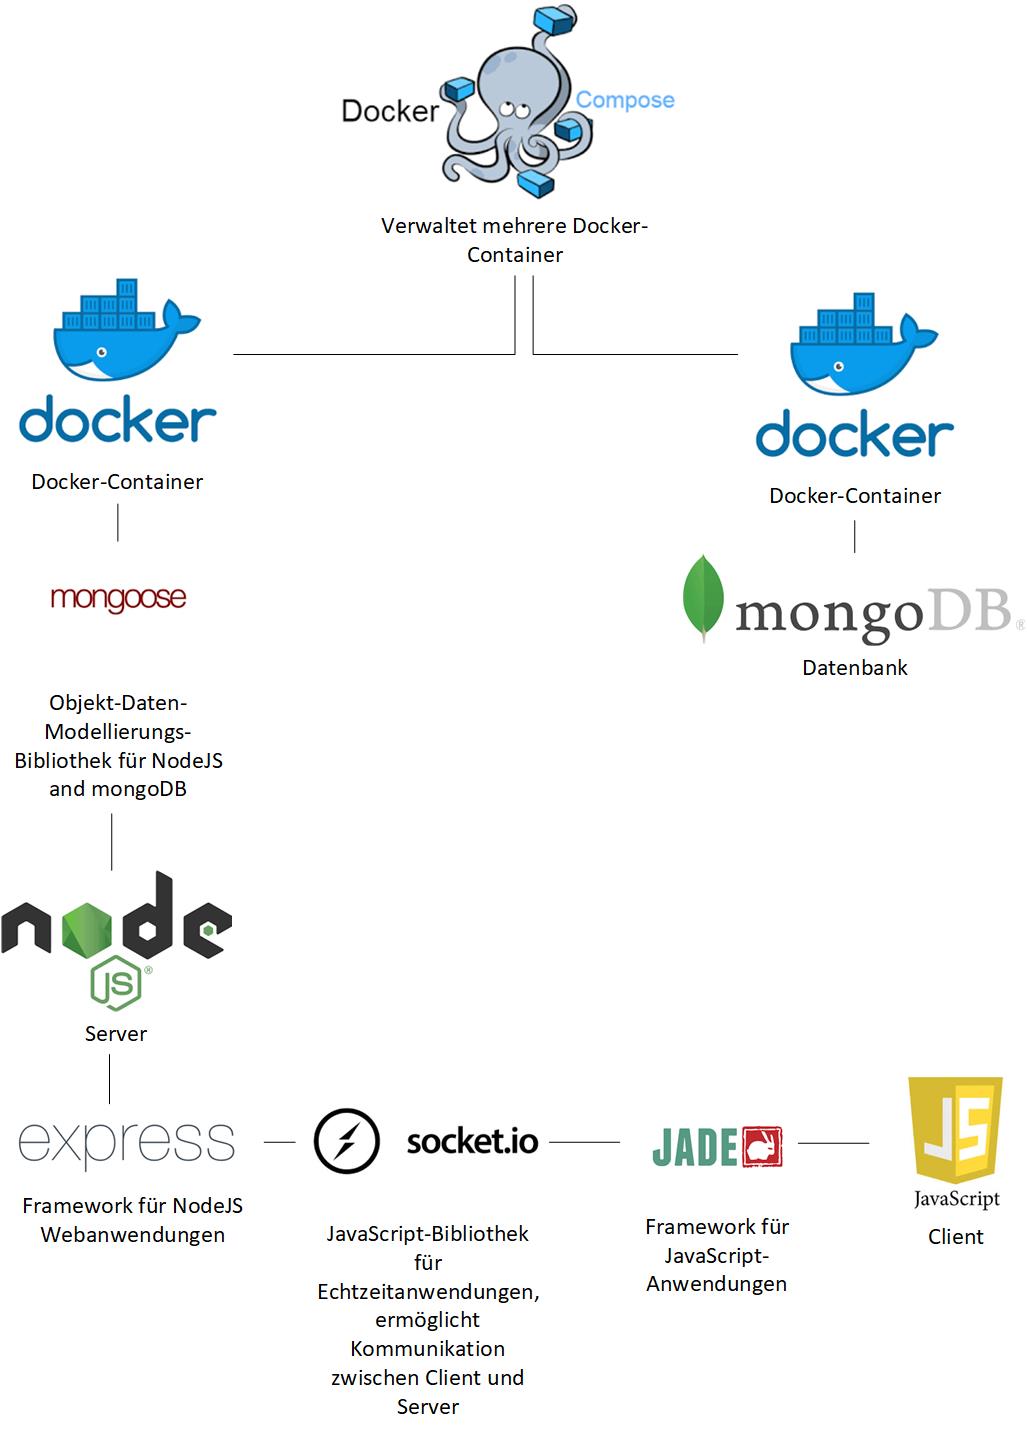 Docker
Compose
Verwaltet mehrere Docker-
Container
docker
Docker-Container
docker
Docker-Container
mongoose
Objekt-Daten-
Modellierungs-
Bibliothek für NodeJS
and mongoDB
mongoDB®
Datenbank
node
JS®
Server
express
Framework für NodeJS
Webanwendungen
socket.io
JavaScript-Bibliothek
für
Echtzeitanwendungen,
ermöglicht
Kommunikation
zwischen Client und
Server
JADE
Framework für
JavaScript-
Anwendungen
JS
JavaScript
Client